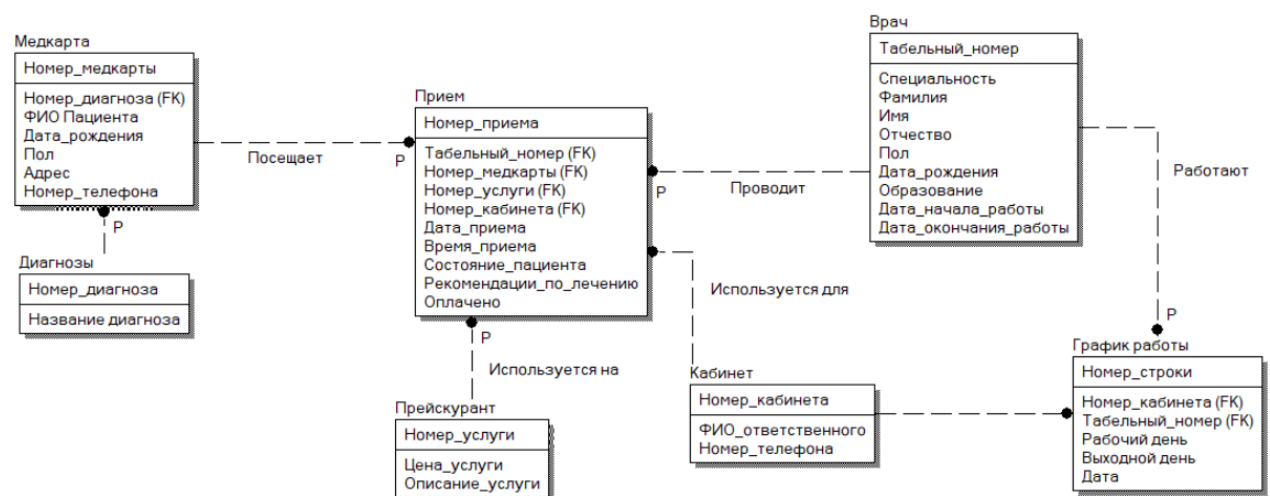 Медкарта
Номер_медкарты
Номер_диагноза (FK)
ФИО Пациента
Дата_рождения
Пол
Адрес
Номер_телефона
P
Диагнозы
Номер_диагноза
Название диагноза
Посещает
P
Прием
Номер_приема
Табельный_номер (FK)
Номер_медкарты (FK)
Номер_услуги (FK)
Номер_кабинета (FK)
Дата_приема
Время_приема
Состояние_пациента
Рекомендации_по_лечению
Оплачено
P
Используется на
Прейскурант
Номер_услуги
Цена_услуги
Описание_услуги
P
Проводит
Используется для
Врач
Табельный_номер
Специальность
Фамилия
Имя
Отчество
Пол
Дата_рождения
Образование
Дата_начала_работы
Дата_окончания_работы
Работают
P
Кабинет
Номер_кабинета
ФИО_ответственного
Номер_телефона
График работы
Номер_строки
Номер_кабинета (FK)
Табельный_номер (FK)
Рабочий день
Выходной день
Дата